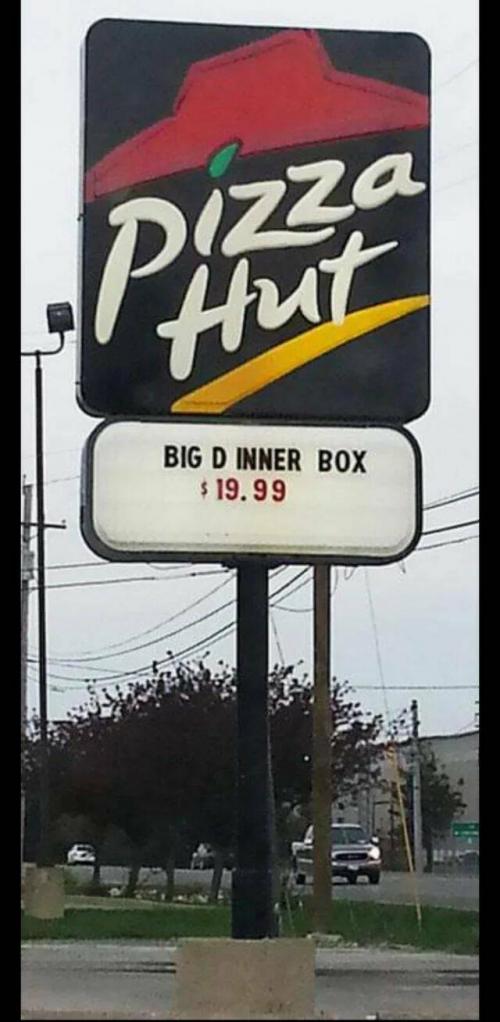 Pizza
Hut
BIG D INNER BOX
$19.99